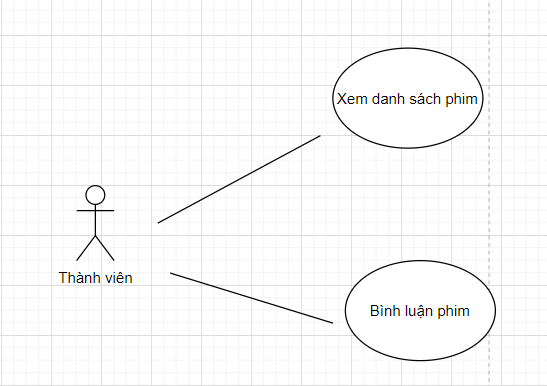 Xem danh sách phim
Thành viên
Bình luận phim